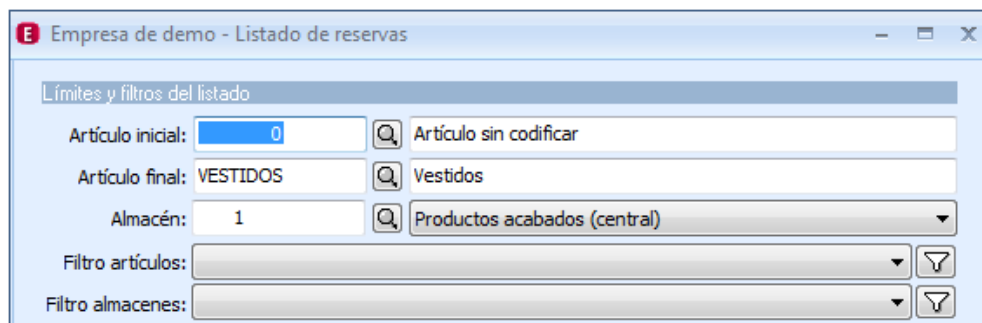 E Empresa de demo - Listado de reservas
Límites y filtros del listado
Artículo inicial: 0 Artículo sin codificar
Artículo final: VESTIDOS Vestidos
Almacén: 1 Productos acabados (central)
Filtro artículos:
Filtro almacenes: